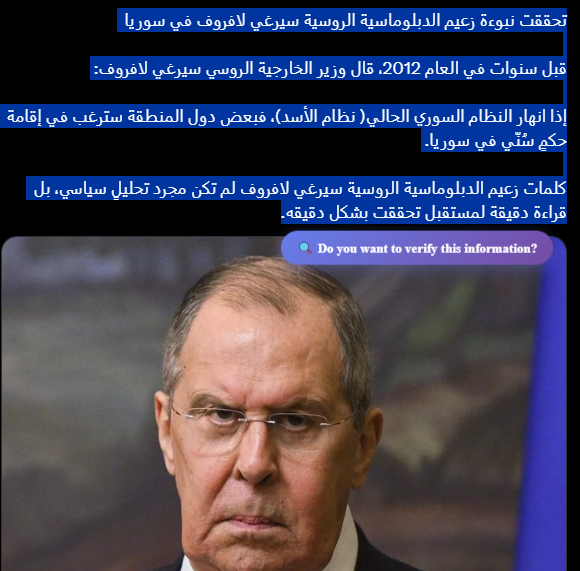 تحققت نبوءة زعيم الدبلوماسية الروسية سيرغي لافروف في سوريا
قبل سنوات في العام 2012، قال وزير الخارجية الروسي سيرغي لافروف:
إذا انهار النظام السوري الحالي( نظام الأسد)، فبعض دول المنطقة سترغب في إقامة
حكمٍ سُنّي في سوريا.
كلمات زعيم الدبلوماسية الروسية سيرغي لافروف لم تكن مجرد تحليلٍ سياسي، بل
قراءة دقيقة لمستقبل تحققت بشكل دقيقه.
Do you want to verify this information?